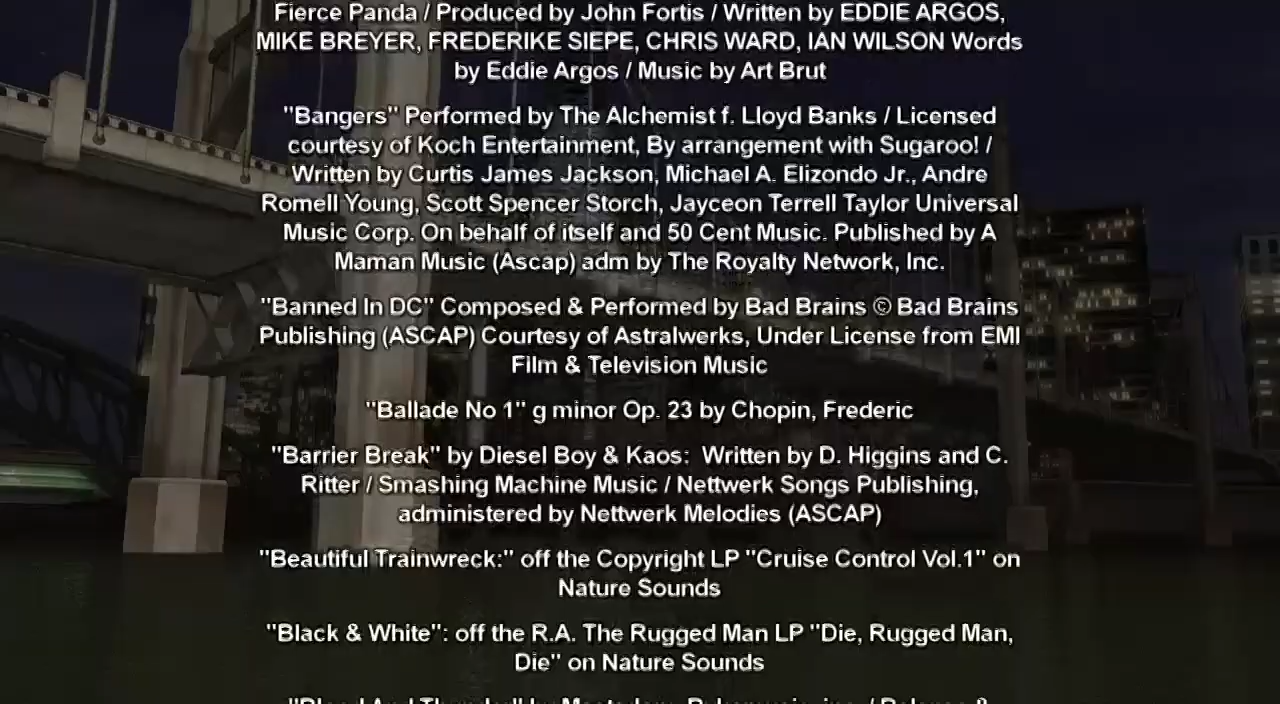 Fierce Panda / Produced by John Fortis / Written by EDDIE ARGOS,
MIKE BREYER, FREDERIKE SIEPE, CHRIS WARD, IAN WILSON Words
by Eddie Argos / Music by Art Brut
"Bangers" Performed by The Alchemist f. Lloyd Banks / Licensed
courtesy of Koch Entertainment, By arrangement with Sugaroo! /
Written by Curtis James Jackson, Michael A. Elizondo Jr., Andre
Romell Young, Scott Spencer Storch, Jayceon Terrell Taylor Universal
Music Corp. On behalf of itself and 50 Cent Music. Published by A
Maman Music (Ascap) adm by The Royalty Network, Inc.
"Banned In DC" Composed & Performed by Bad Brains © Bad Brains
Publishing (ASCAP) Courtesy of Astralwerks, Under License from EMI
Film & Television Music
"Ballade No 1" g minor Op. 23 by Chopin, Frederic
"Barrier Break" by Diesel Boy & Kaos:  Written by D. Higgins and C.
Ritter / Smashing Machine Music / Nettwerk Songs Publishing,
administered by Nettwerk Melodies (ASCAP)
"Beautiful Trainwreck:" off the Copyright LP "Cruise Control Vol.1" on
Nature Sounds
"Black & White": off the R.A. The Rugged Man LP "Die, Rugged Man,
Die" on Nature Sounds
"Blood And Thunder" by Mastodon